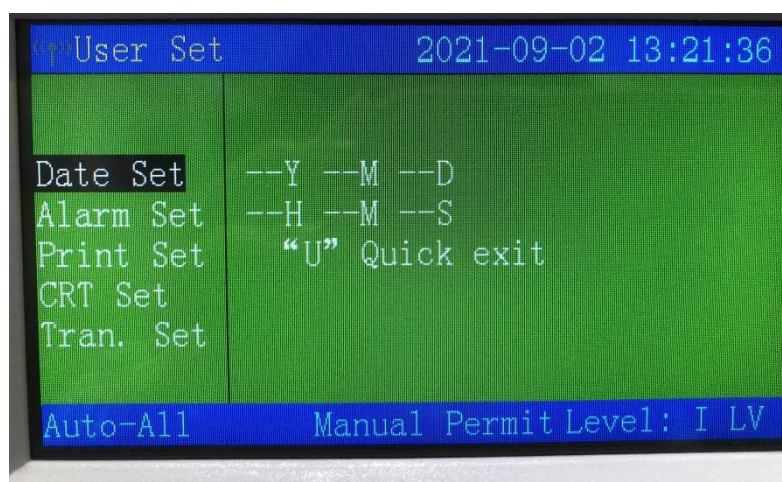 User Set 2021-09-02 13:21:36
Date Set --Y --M --D
Alarm Set --H --M --S
Print Set “U” Quick exit
CRT Set
Tran. Set
Auto-All Manual Permit Level: I LV